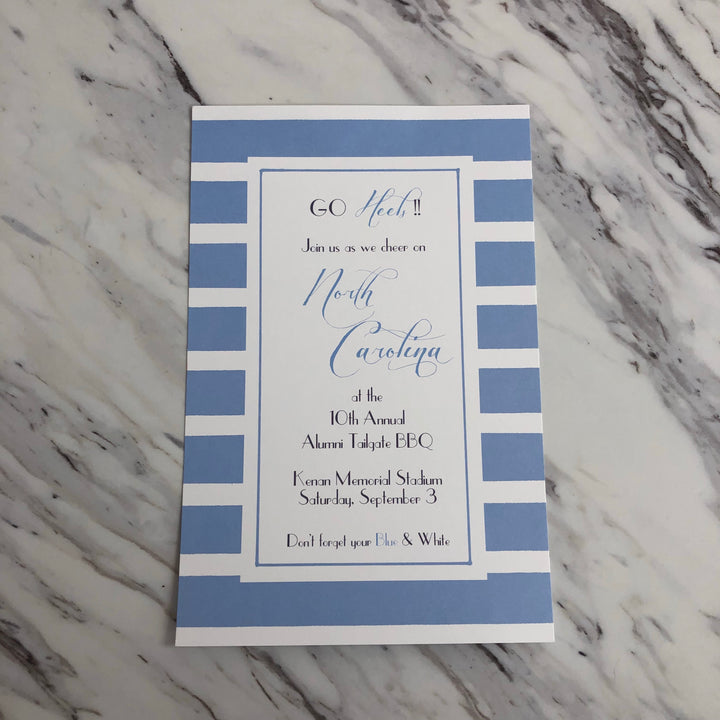 GO Heels!!
Join us as we cheer on
North
Carolina
at the
10th Annual
Alumni Tailgate BBQ
Kenan Memorial Stadium
Saturday, September 3
Don't forget your Blue & White